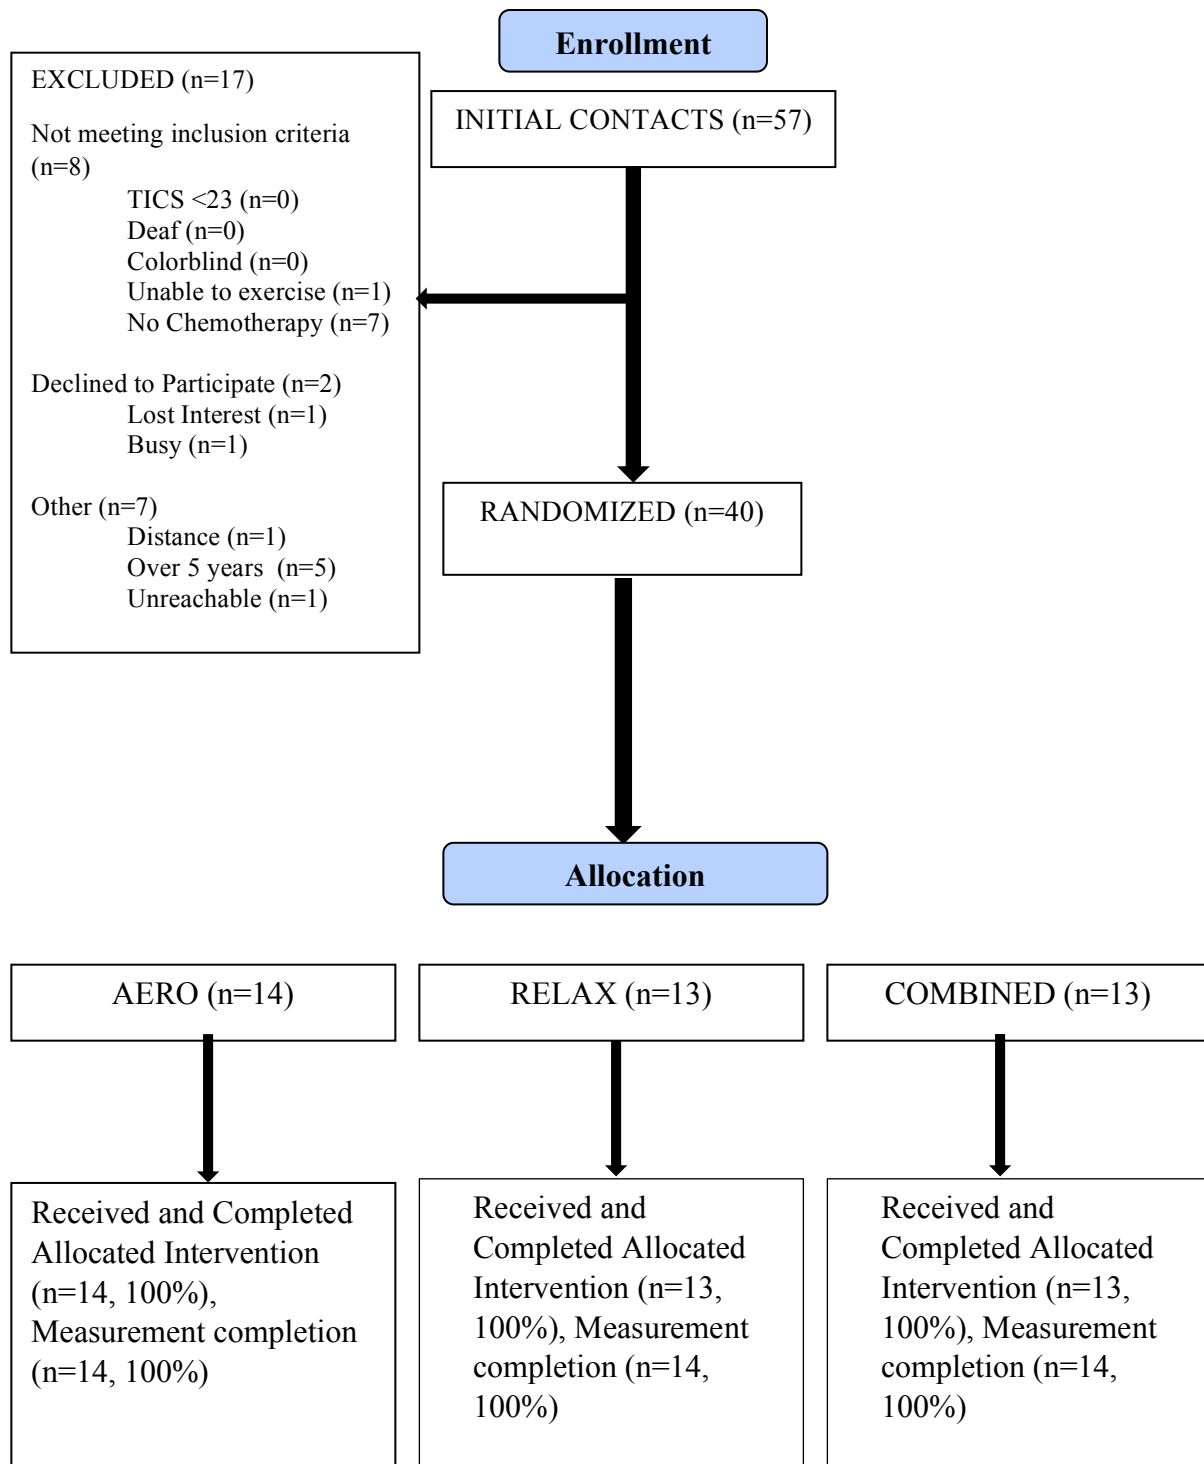 Enrollment
EXCLUDED (n=17)
Not meeting inclusion criteria
(n=8)
TICS <23 (n=0)
Deaf (n=0)
Colorblind (n=0)
Unable to exercise (n=1)
No Chemotherapy (n=7)
Declined to Participate (n=2)
Lost Interest (n=1)
Busy (n=1)
Other (n=7)
Distance (n=1)
Over 5 years (n=5)
Unreachable (n=1)
INITIAL CONTACTS (n=57)
RANDOMIZED (n=40)
Allocation
AERO (n=14)
RELAX (n=13)
COMBINED (n=13)
Received and Completed
Allocated Intervention
(n=14, 100%),
Measurement completion
(n=14, 100%)
Received and
Completed Allocated
Intervention (n=13,
100%), Measurement
completion (n=14,
100%)
Received and
Completed Allocated
Intervention (n=13,
100%), Measurement
completion (n=14,
100%)